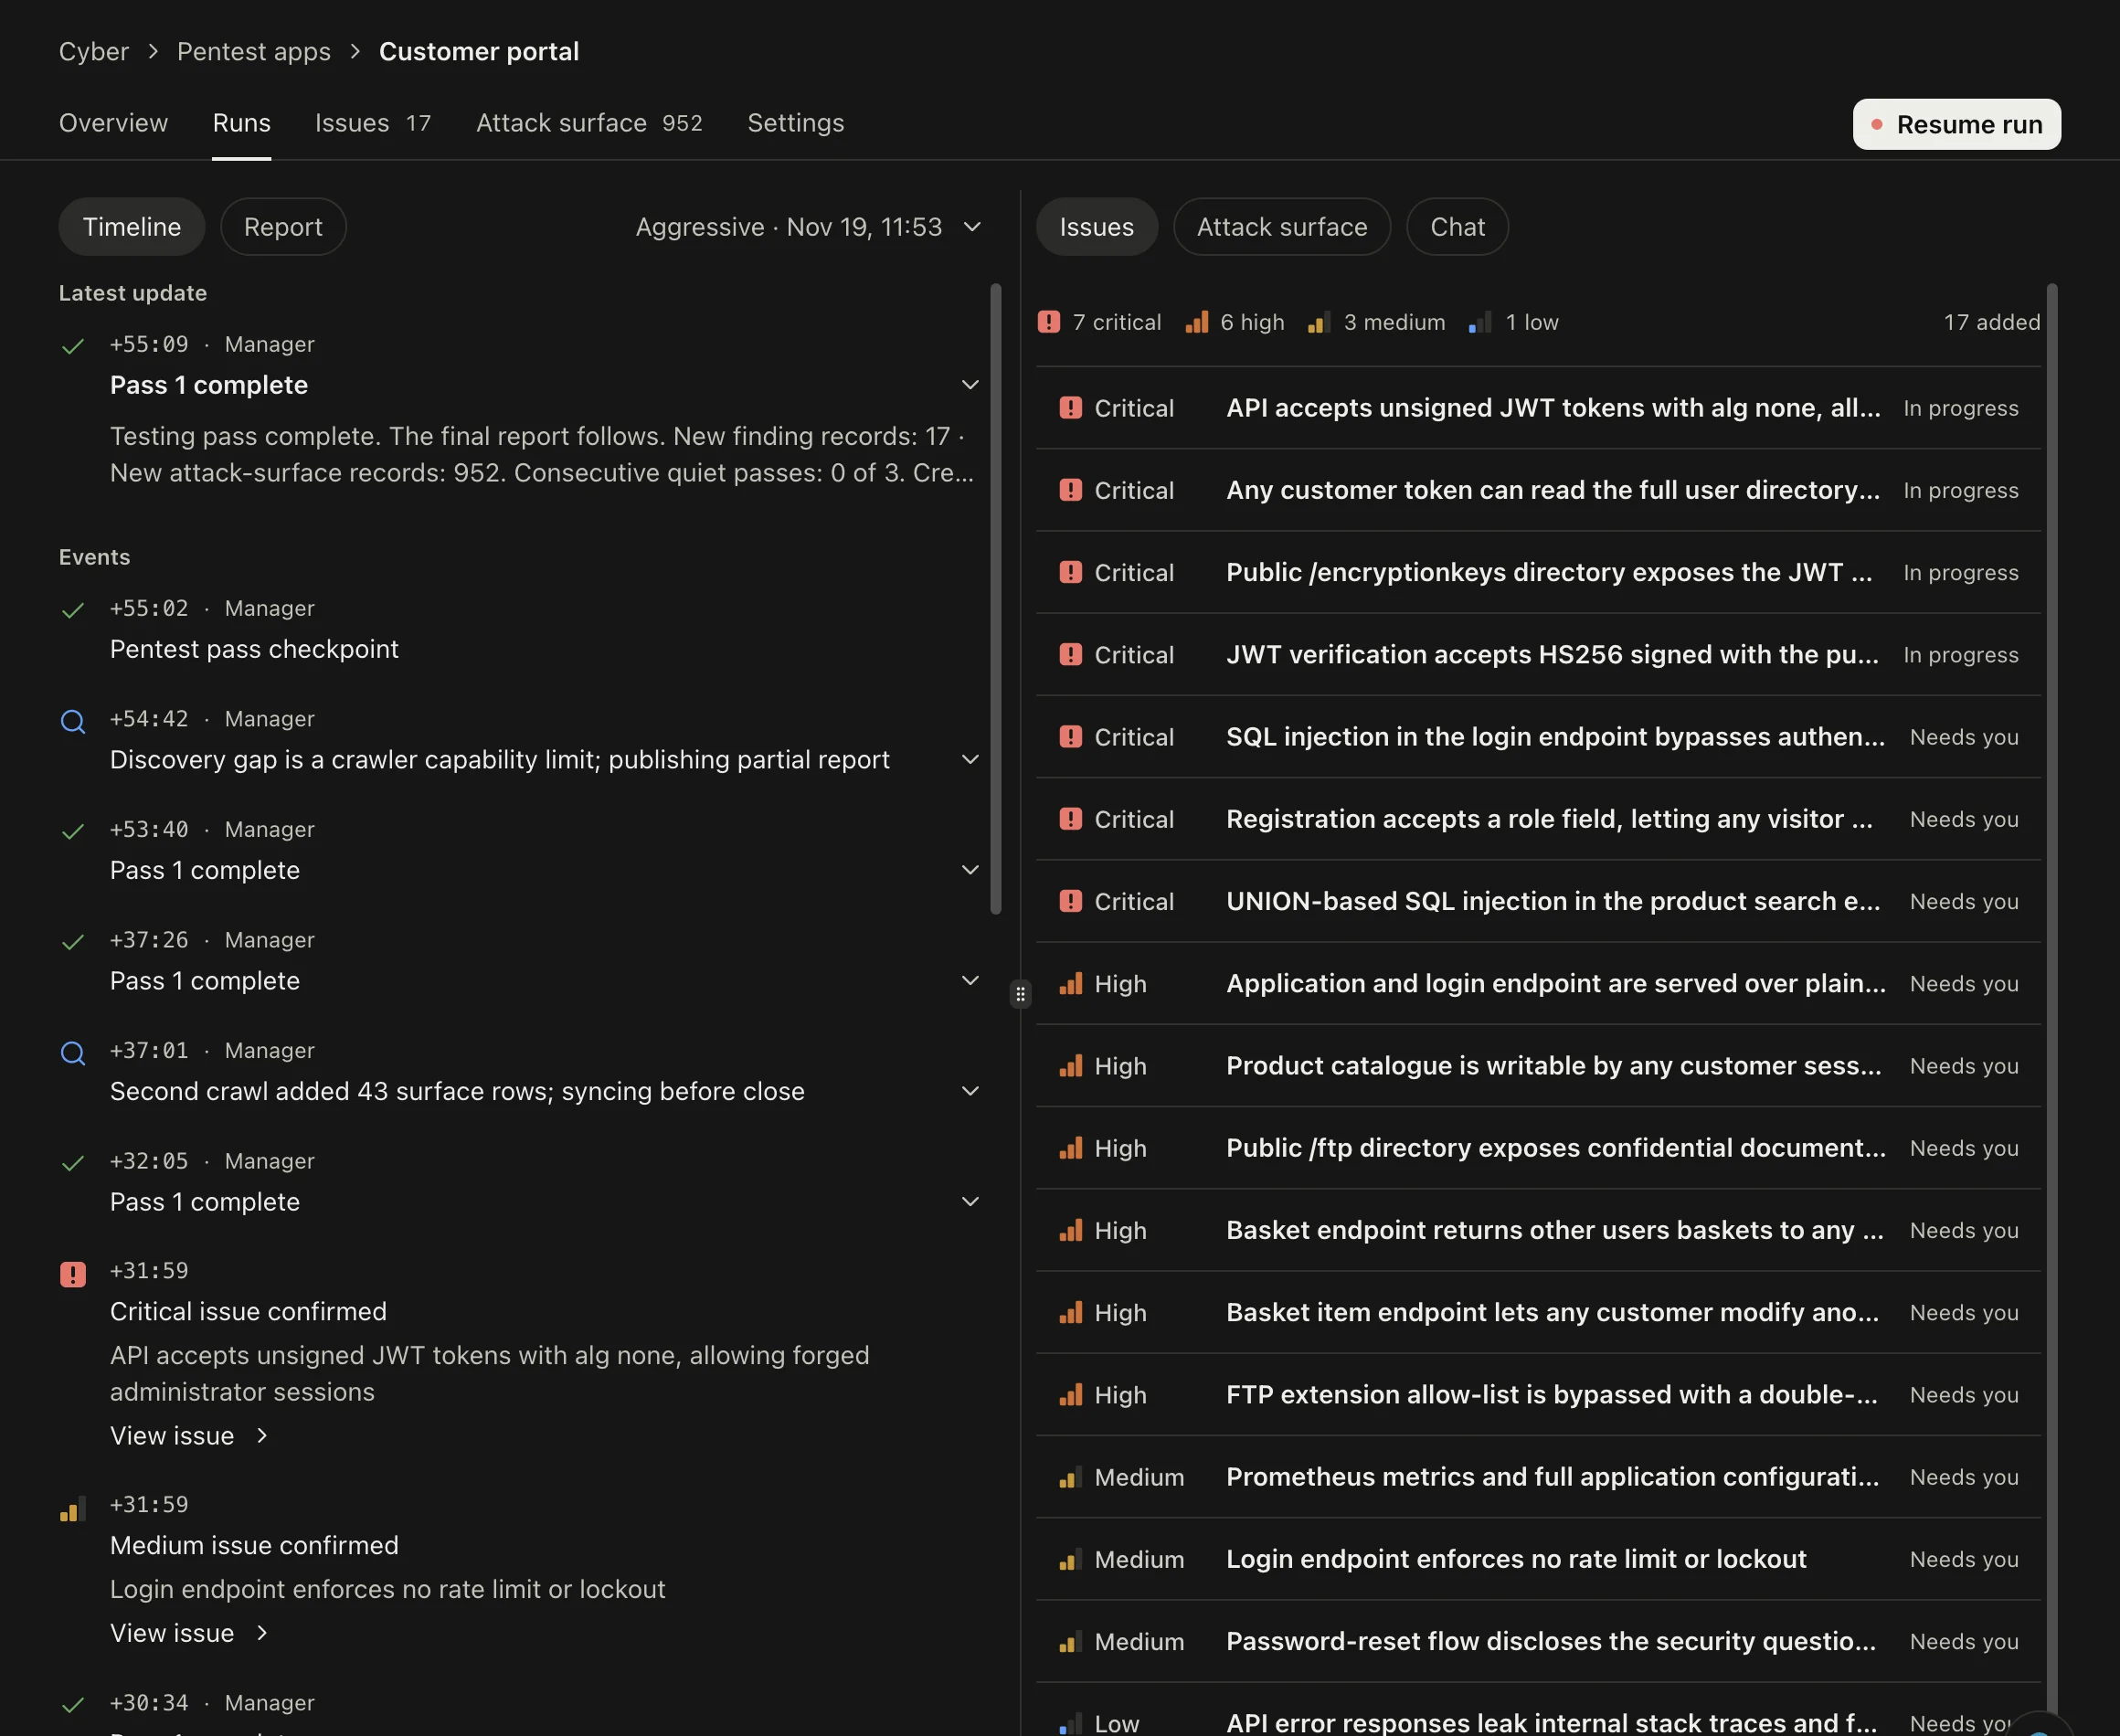 Cyber > Pentest apps > Customer portal
Overview Runs Issues 17 Attack surface 952 Settings
Resume run
Timeline Report
Aggressive · Nov 19, 11:53
Latest update
+55:09 · Manager
Pass 1 complete
Testing pass complete. The final report follows. New finding records: 17 ·
New attack-surface records: 952. Consecutive quiet passes: 0 of 3. Cre...
Events
+55:02 · Manager
Pentest pass checkpoint
+54:42 · Manager
Discovery gap is a crawler capability limit; publishing partial report
+53:40 · Manager
Pass 1 complete
+37:26 · Manager
Pass 1 complete
+37:01 · Manager
Second crawl added 43 surface rows; syncing before close
+32:05 · Manager
Pass 1 complete
+31:59
Critical issue confirmed
API accepts unsigned JWT tokens with alg none, allowing forged
administrator sessions
View issue >
+31:59
Medium issue confirmed
Login endpoint enforces no rate limit or lockout
View issue >
+30:34 · Manager
Issues Attack surface Chat
7 critical 6 high 3 medium 1 low 17 added
Critical API accepts unsigned JWT tokens with alg none, all... In progress
Critical Any customer token can read the full user directory... In progress
Critical Public /encryptionkeys directory exposes the JWT ... In progress
Critical JWT verification accepts HS256 signed with the pu... In progress
Critical SQL injection in the login endpoint bypasses authen... Needs you
Critical Registration accepts a role field, letting any visitor ... Needs you
Critical UNION-based SQL injection in the product search e... Needs you
High Application and login endpoint are served over plain... Needs you
High Product catalogue is writable by any customer sess... Needs you
High Public /ftp directory exposes confidential document... Needs you
High Basket endpoint returns other users baskets to any ... Needs you
High Basket item endpoint lets any customer modify ano... Needs you
High FTP extension allow-list is bypassed with a double-... Needs you
Medium Prometheus metrics and full application configurati... Needs you
Medium Login endpoint enforces no rate limit or lockout Needs you
Medium Password-reset flow discloses the security questio... Needs you
Low API error responses leak internal stack traces and f... Needs you